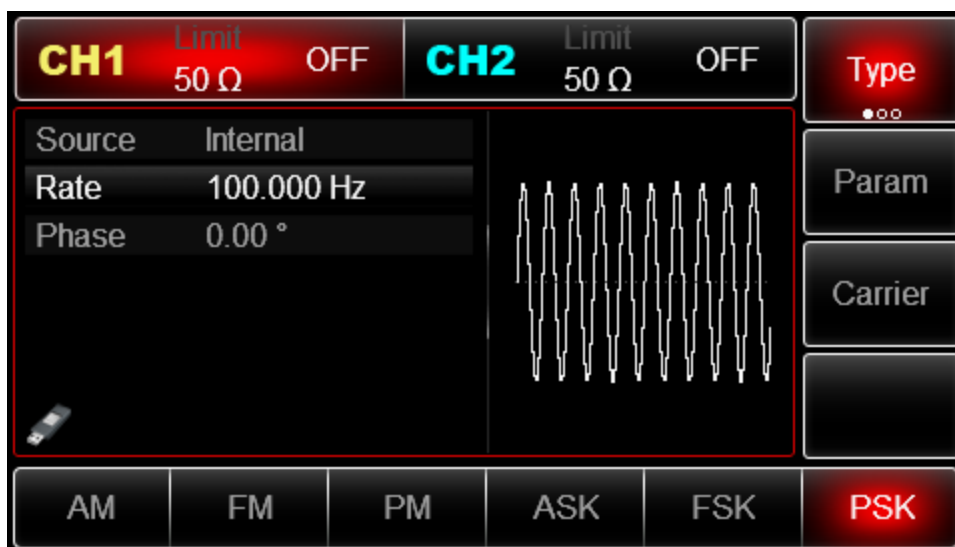 CH1 Limit 50 Ω OFF CH2 Limit 50 Ω OFF Type
Source Internal
Rate 100.000 Hz Param
Phase 0.00 °
Carrier
AM FM PM ASK FSK PSK